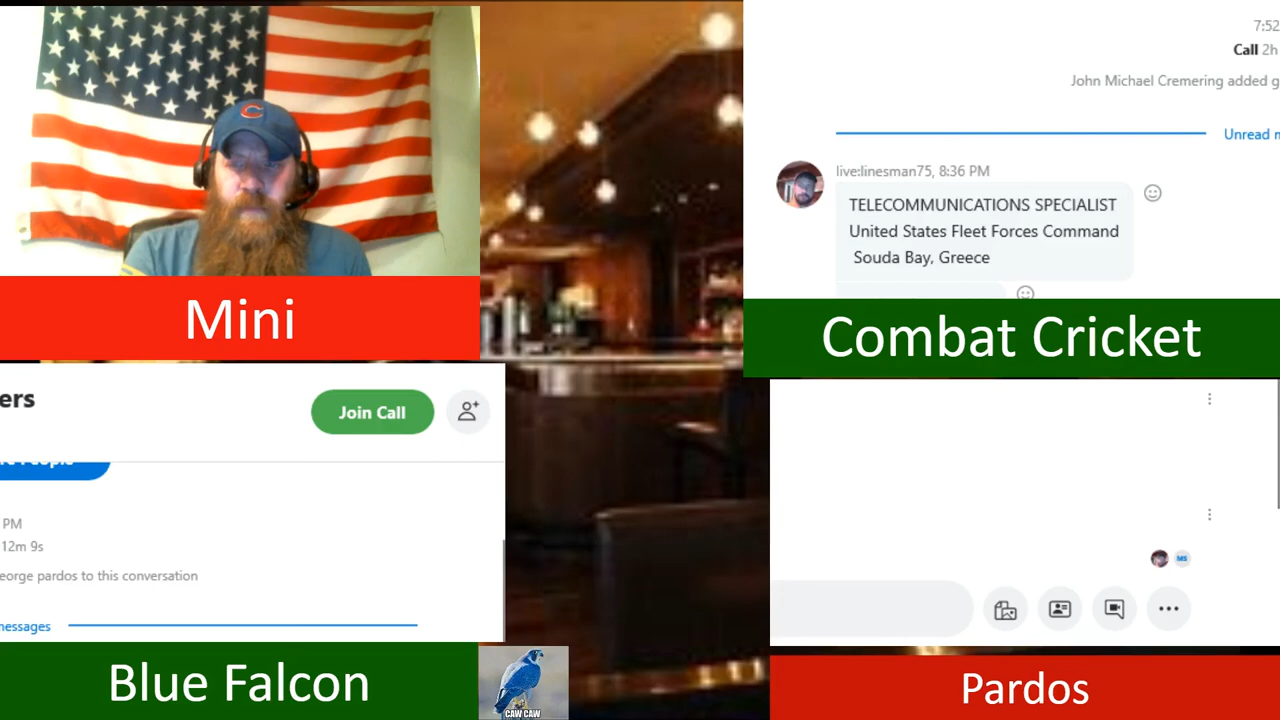 C
Mini
7:52
Call 2h
John Michael Cremering added g
Unread m
live:linesman75, 8:36 PM
TELECOMMUNICATIONS SPECIALIST
United States Fleet Forces Command
Souda Bay, Greece
Combat Cricket
ers
Join Call
PM
12m 9s
eorge pardos to this conversation
nessages
Blue Falcon
CAW CAW
MS
Pardos